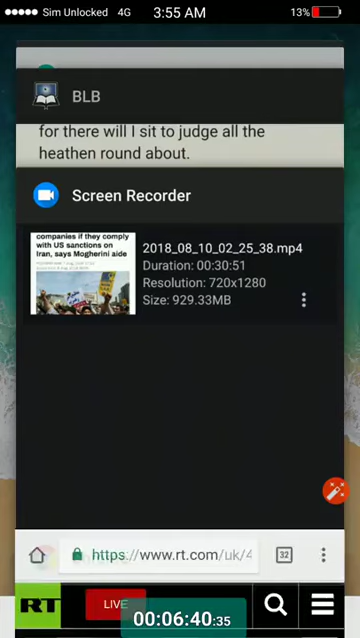 Sim Unlocked 4G 3:55 AM 13%
BLB
for there will I sit to judge all the
heathen round about.
Screen Recorder
companies if they comply
with US sanctions on
Iran, says Mogherini aide
2018_08_10_02_25_38.mp4
Duration: 00:30:51
Resolution: 720x1280
Size: 929.33MB
https://www.rt.com/uk/4
32
RT
LIVE
00:06:40:35